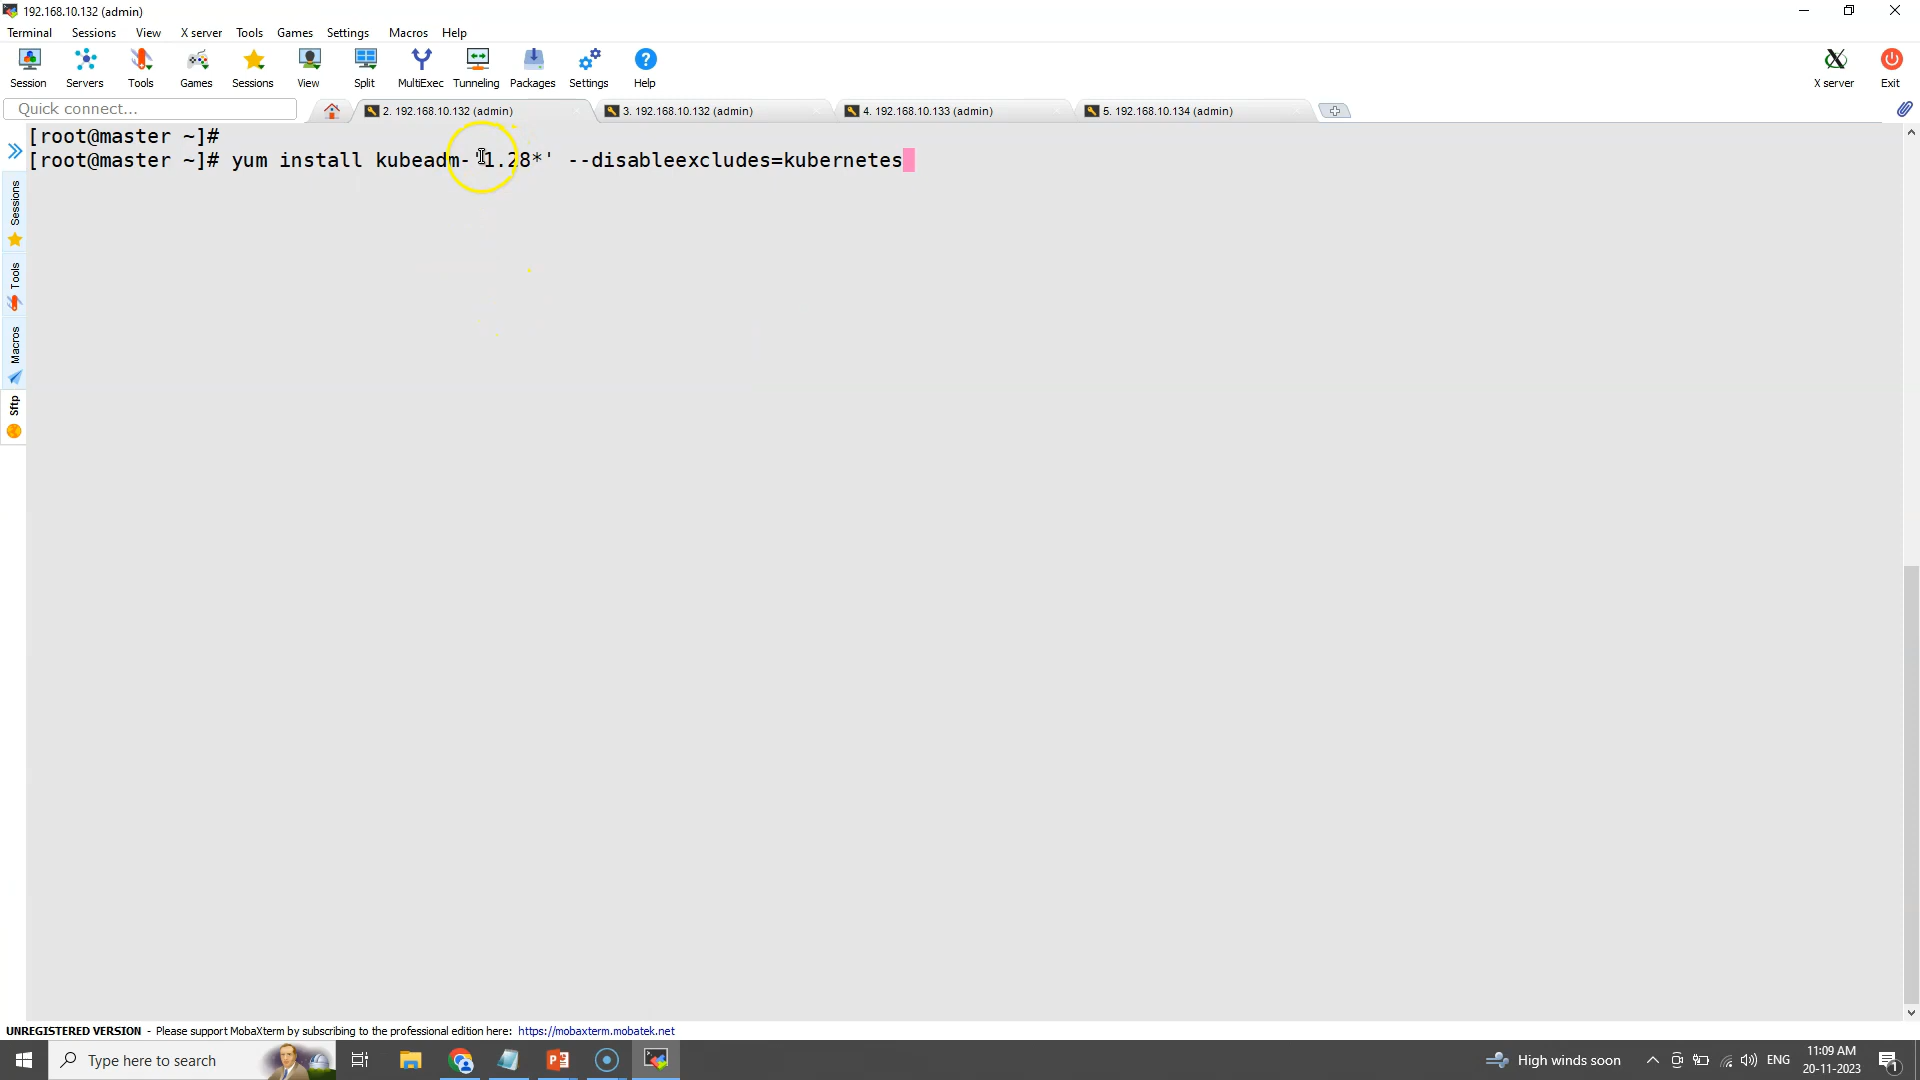 192.168.10.132 (admin)
Terminal Sessions View X server Tools Games Settings Macros Help
Session Servers Tools Games Sessions View Split MultiExec Tunneling Packages Settings Help X server Exit
Quick connect... 2. 192.168.10.132 (admin) 3. 192.168.10.132 (admin) 4. 192.168.10.133 (admin) 5. 192.168.10.134 (admin)
[root@master ~]#
[root@master ~]# yum install kubeadm-'1.28*' --disableexcludes=kubernetes
Sessions
Tools
Macros
Sftp
UNREGISTERED VERSION - Please support MobaXterm by subscribing to the professional edition here: https://mobaxterm.mobatek.net
Type here to search High winds soon ENG 11:09 AM
20-11-2023 1